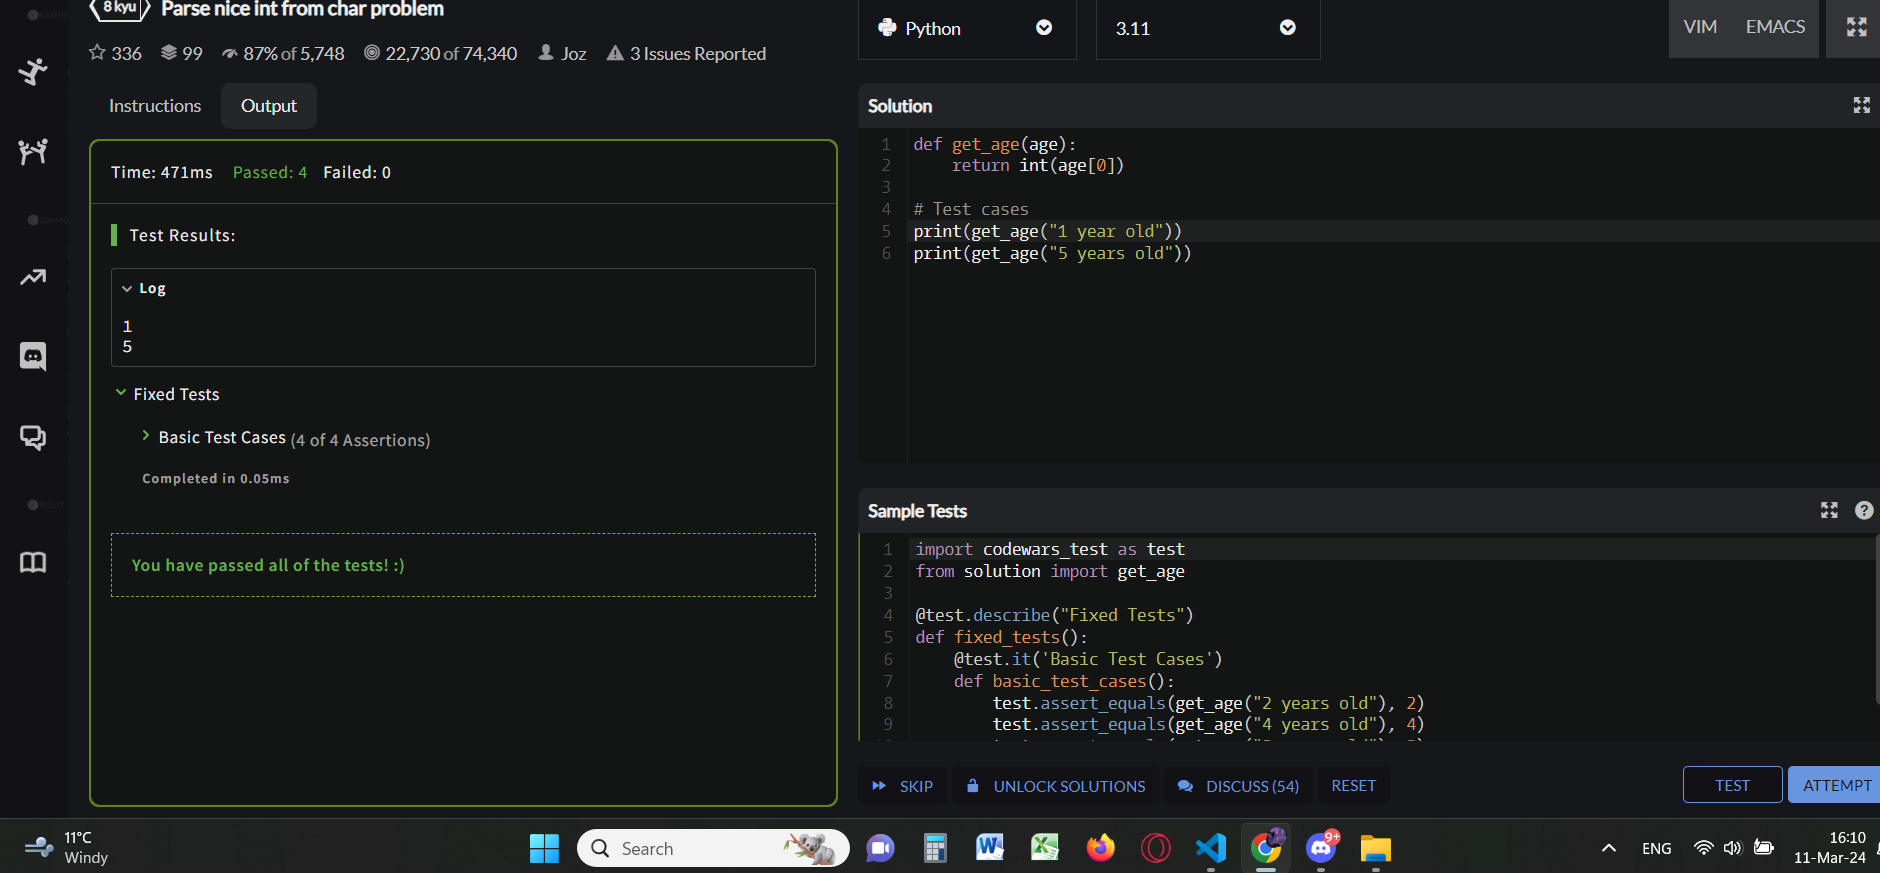 8 kyu Parse nice int from char problem
336 99 87% of 5,748 22,730 of 74,340 Joz 3 Issues Reported
Instructions Output
Time: 471ms Passed: 4 Failed: 0
Test Results:
Log
1
5
Fixed Tests
Basic Test Cases (4 of 4 Assertions)
Completed in 0.05ms
You have passed all of the tests! :)
Python 3.11 VIM EMACS
Solution
1 def get_age(age):
2 return int(age[0])
3
4 # Test cases
5 print(get_age("1 year old"))
6 print(get_age("5 years old"))
Sample Tests
1 import codewars_test as test
2 from solution import get_age
3
4 @test.describe("Fixed Tests")
5 def fixed_tests():
6 @test.it('Basic Test Cases')
7 def basic_test_cases():
8 test.assert_equals(get_age("2 years old"), 2)
9 test.assert_equals(get_age("4 years old"), 4)
SKIP UNLOCK SOLUTIONS DISCUSS (54) RESET TEST ATTEMPT
11°C
Windy
Search
9+
ENG
16:10
11-Mar-24